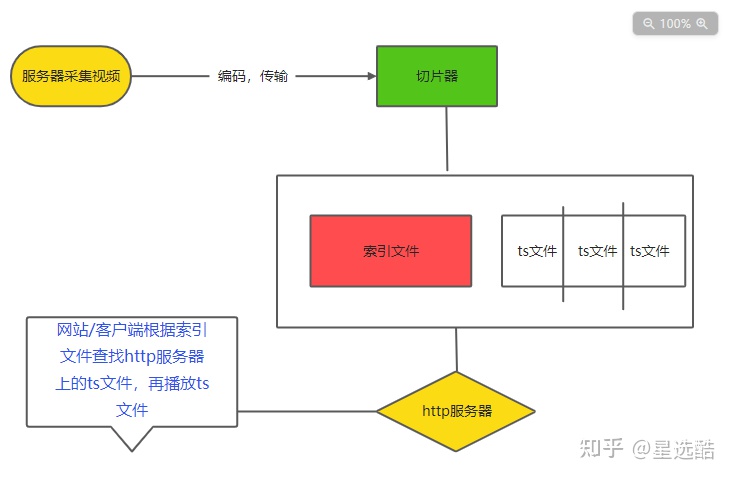 100%
服务器采集视频
编码，传输
切片器
索引文件
ts文件
ts文件
ts文件
网站/客户端根据索引
文件查找http服务器
上的ts文件，再播放ts
文件
http服务器
知乎 @星选酷